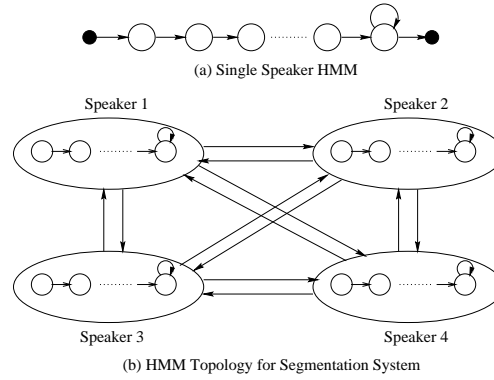 (a) Single Speaker HMM
Speaker 1
Speaker 2
Speaker 3
Speaker 4
(b) HMM Topology for Segmentation System